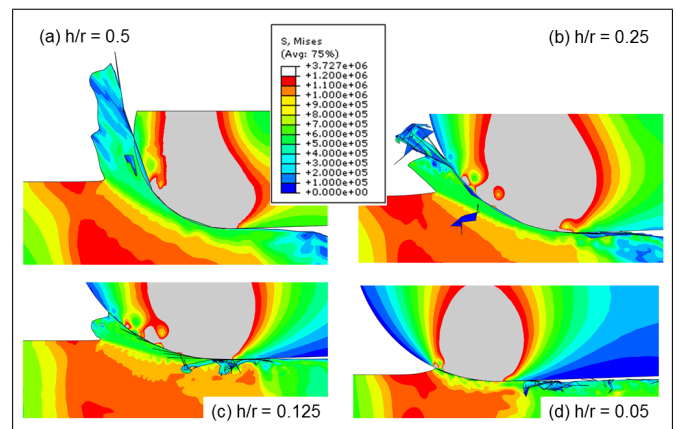 (a) h/r = 0.5
(b) h/r = 0.25
S, Mises
(Avg: 75%)
+3.727e+06
+1.200e+06
+1.100e+06
+1.000e+06
+9.000e+05
+8.000e+05
+7.000e+05
+6.000e+05
+5.000e+05
+4.000e+05
+3.000e+05
+2.000e+05
+1.000e+05
+0.000e+00
(c) h/r = 0.125
(d) h/r = 0.05